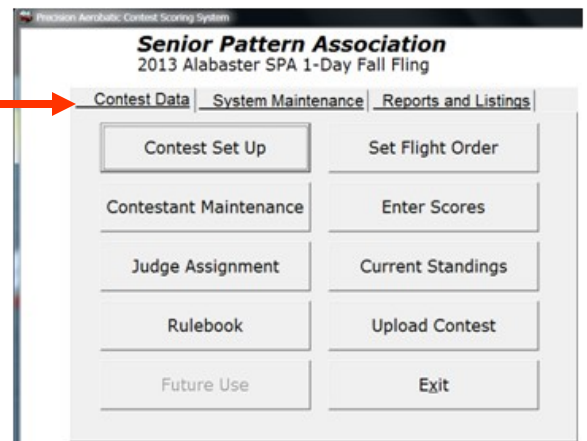 Precision Aerobatic Contest Scoring System
Senior Pattern Association
2013 Alabaster SPA 1-Day Fall Fling
Contest Data System Maintenance Reports and Listings
Contest Set Up Set Flight Order
Contestant Maintenance Enter Scores
Judge Assignment Current Standings
Rulebook Upload Contest
Future Use Exit